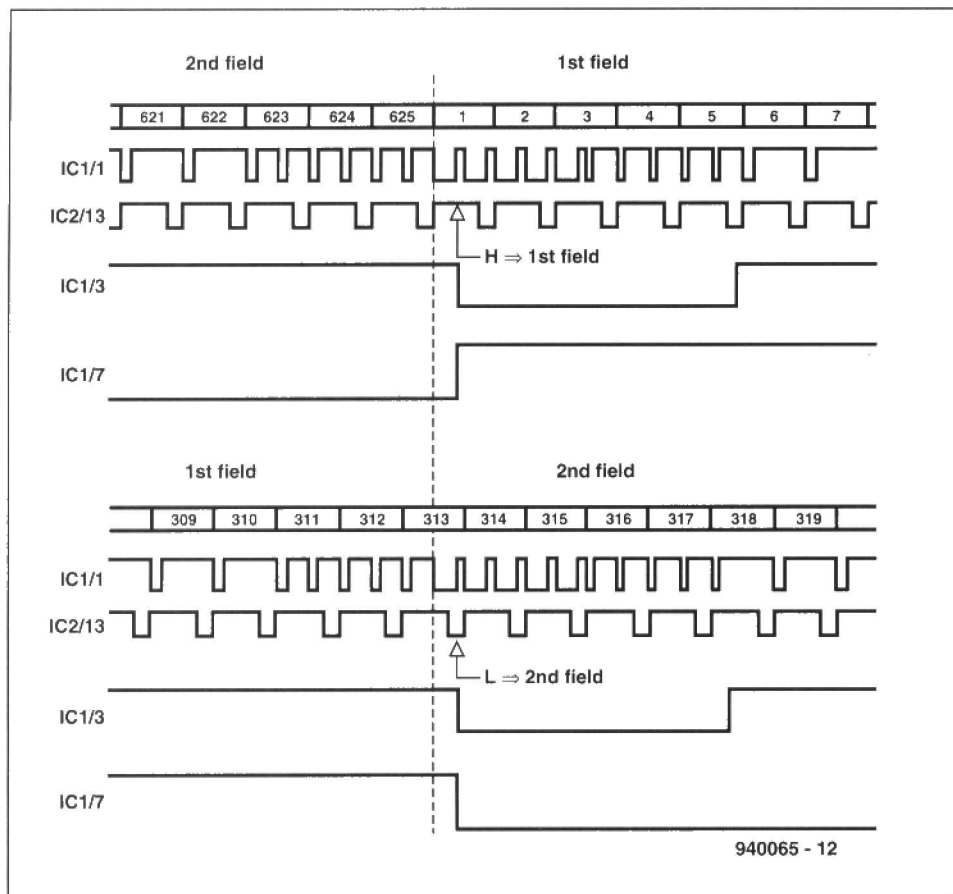 2nd field 1st field
621 622 623 624 625 1 2 3 4 5 6 7
IC1/1
IC2/13
H ⇒ 1st field
IC1/3
IC1/7
1st field 2nd field
309 310 311 312 313 314 315 316 317 318 319
IC1/1
IC2/13
L ⇒ 2nd field
IC1/3
IC1/7
940065 - 12